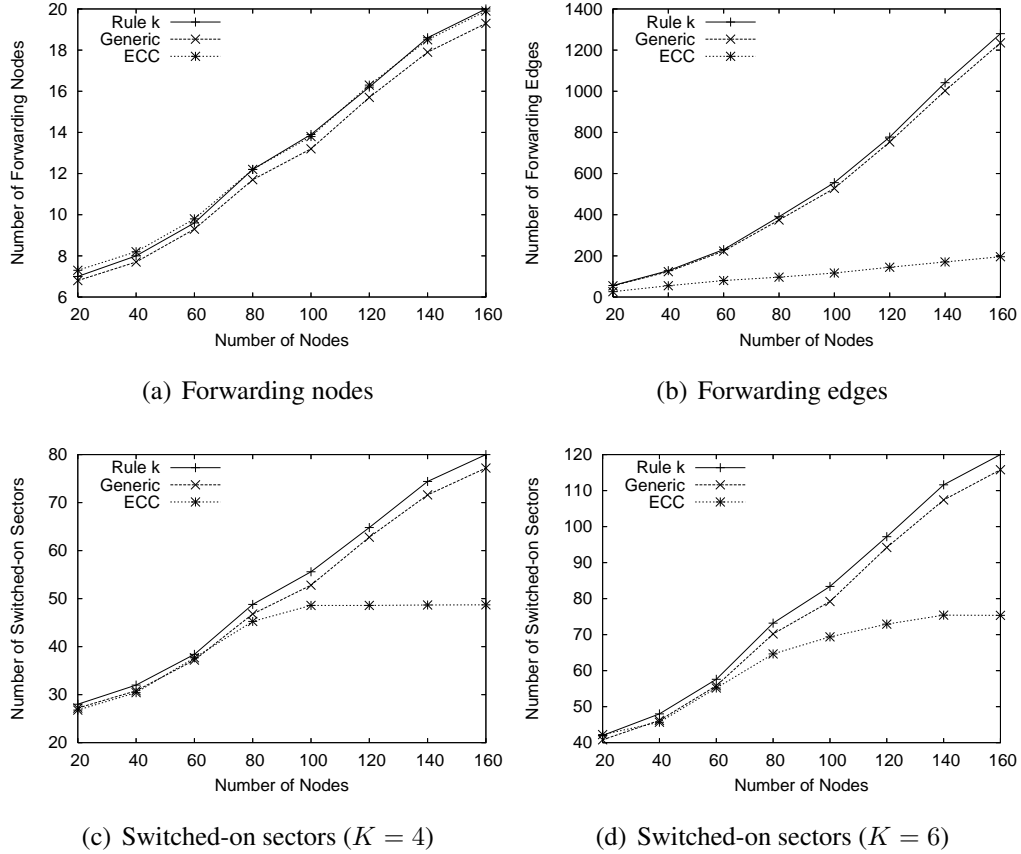 Number of Forwarding Nodes
20
18
16
14
12
10
8
6
Rule k
Generic
ECC
20 40 60 80 100 120 140 160
Number of Nodes
(a) Forwarding nodes
Number of Forwarding Edges
1400
1200
1000
800
600
400
200
0
Rule k
Generic
ECC
20 40 60 80 100 120 140 160
Number of Nodes
(b) Forwarding edges
Number of Switched-on Sectors
80
70
60
50
40
30
20
Rule k
Generic
ECC
20 40 60 80 100 120 140 160
Number of Nodes
(c) Switched-on sectors (K = 4)
Number of Switched-on Sectors
120
110
100
90
80
70
60
50
40
Rule k
Generic
ECC
20 40 60 80 100 120 140 160
Number of Nodes
(d) Switched-on sectors (K = 6)